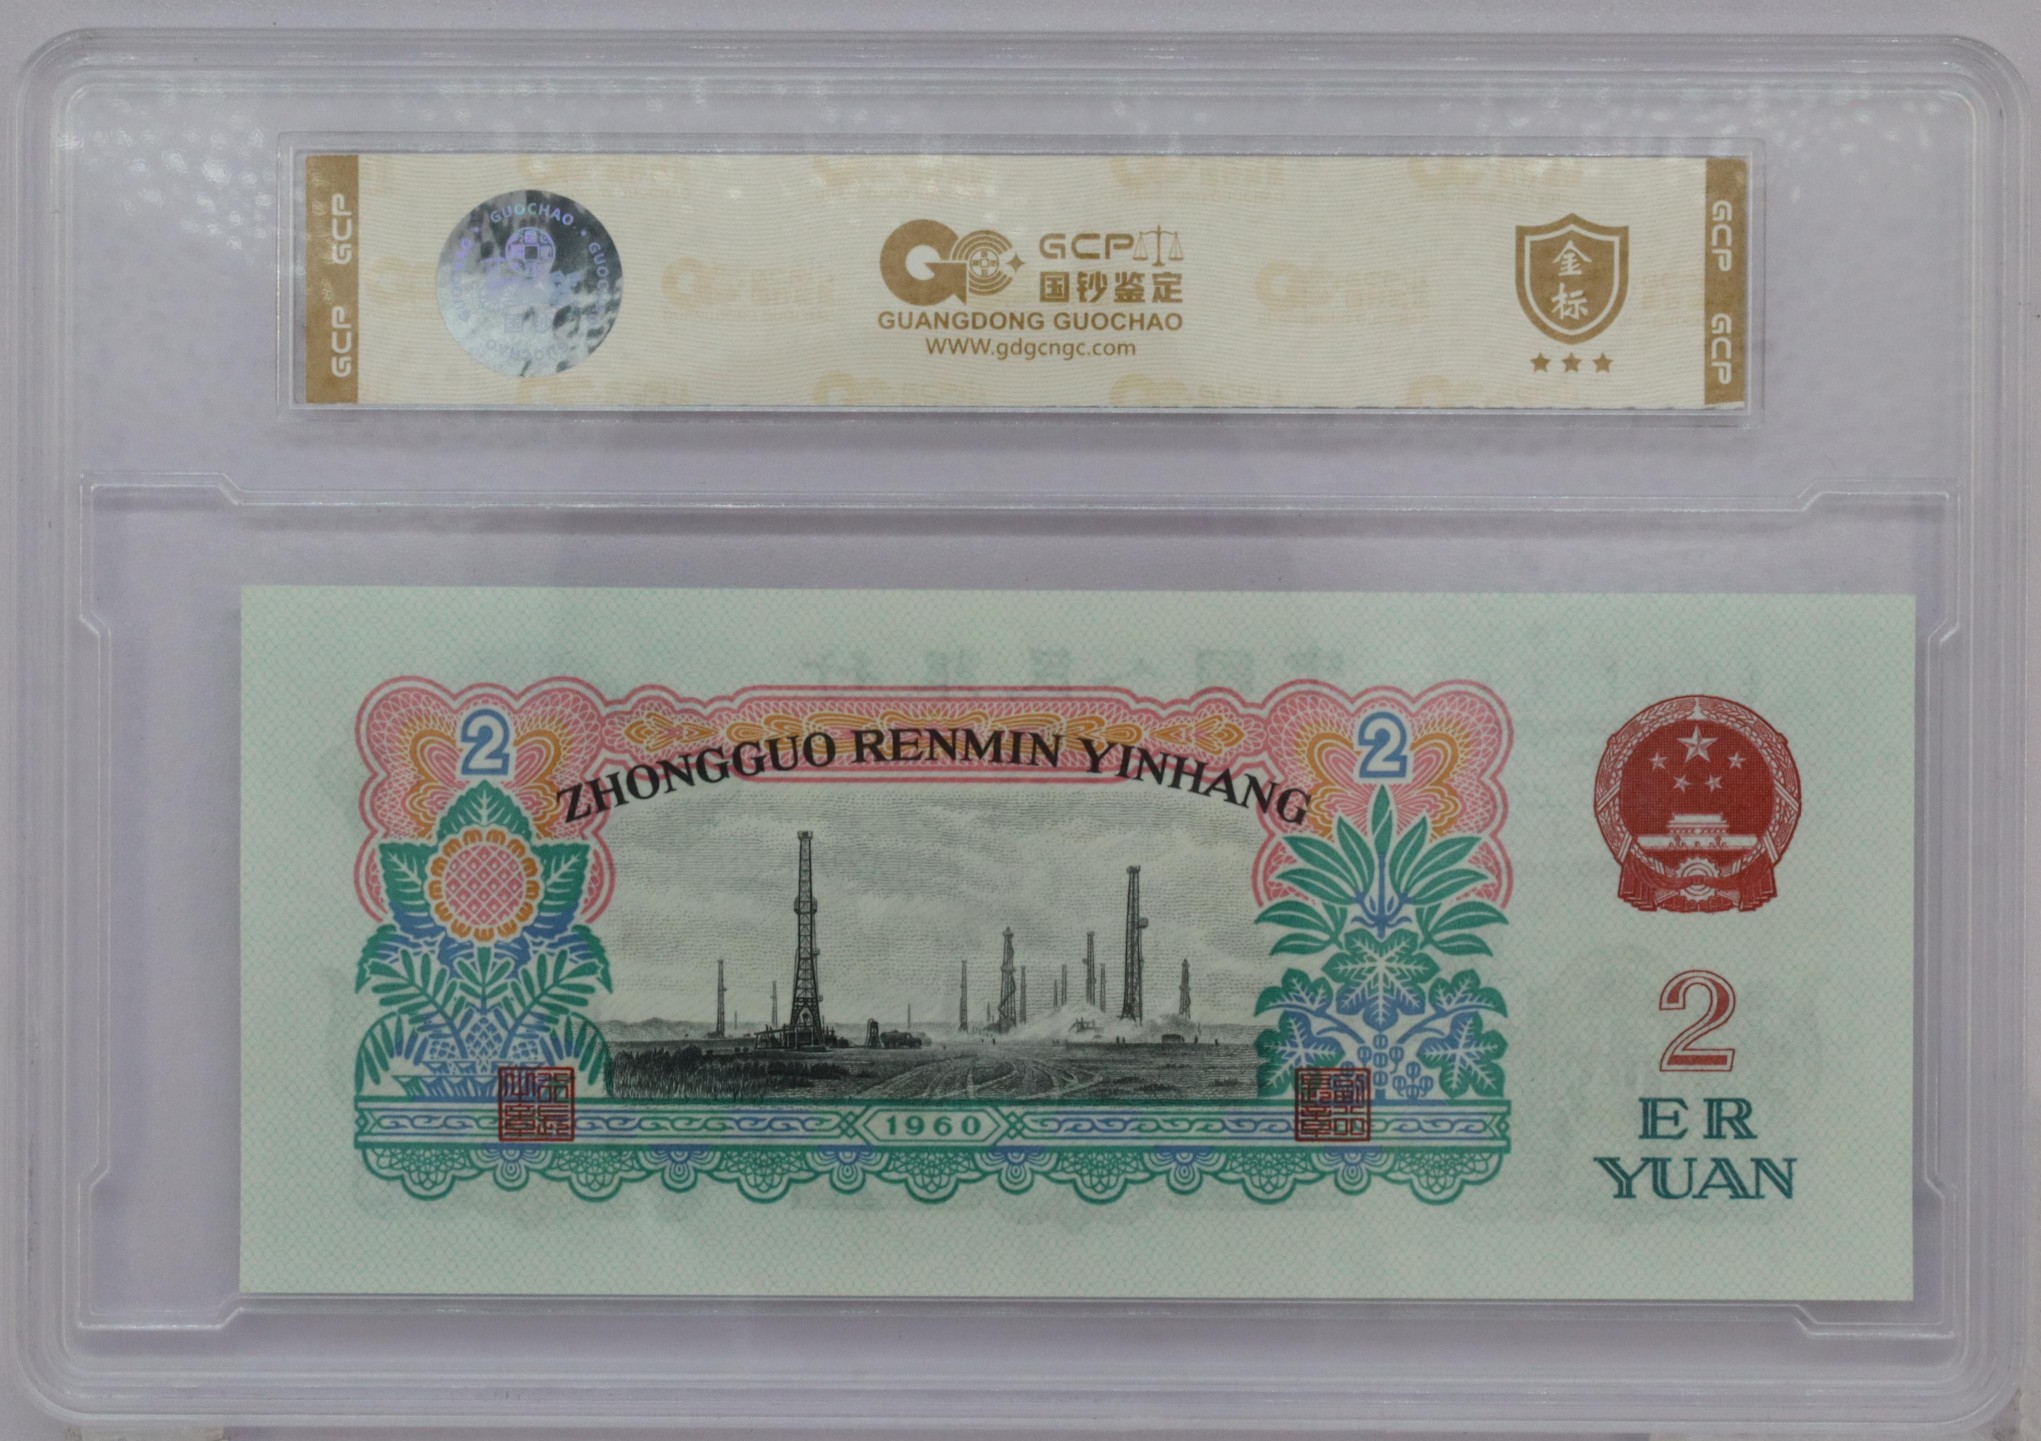 GCP GCP
GUOCHAO
GCP
国钞鉴定
GUANGDONG GUOCHAO
WWW.gdgcngc.com
金标
GCP GCP
2
2
ZHONGGUO RENMIN YINHANG
1960
2
ER
YUAN